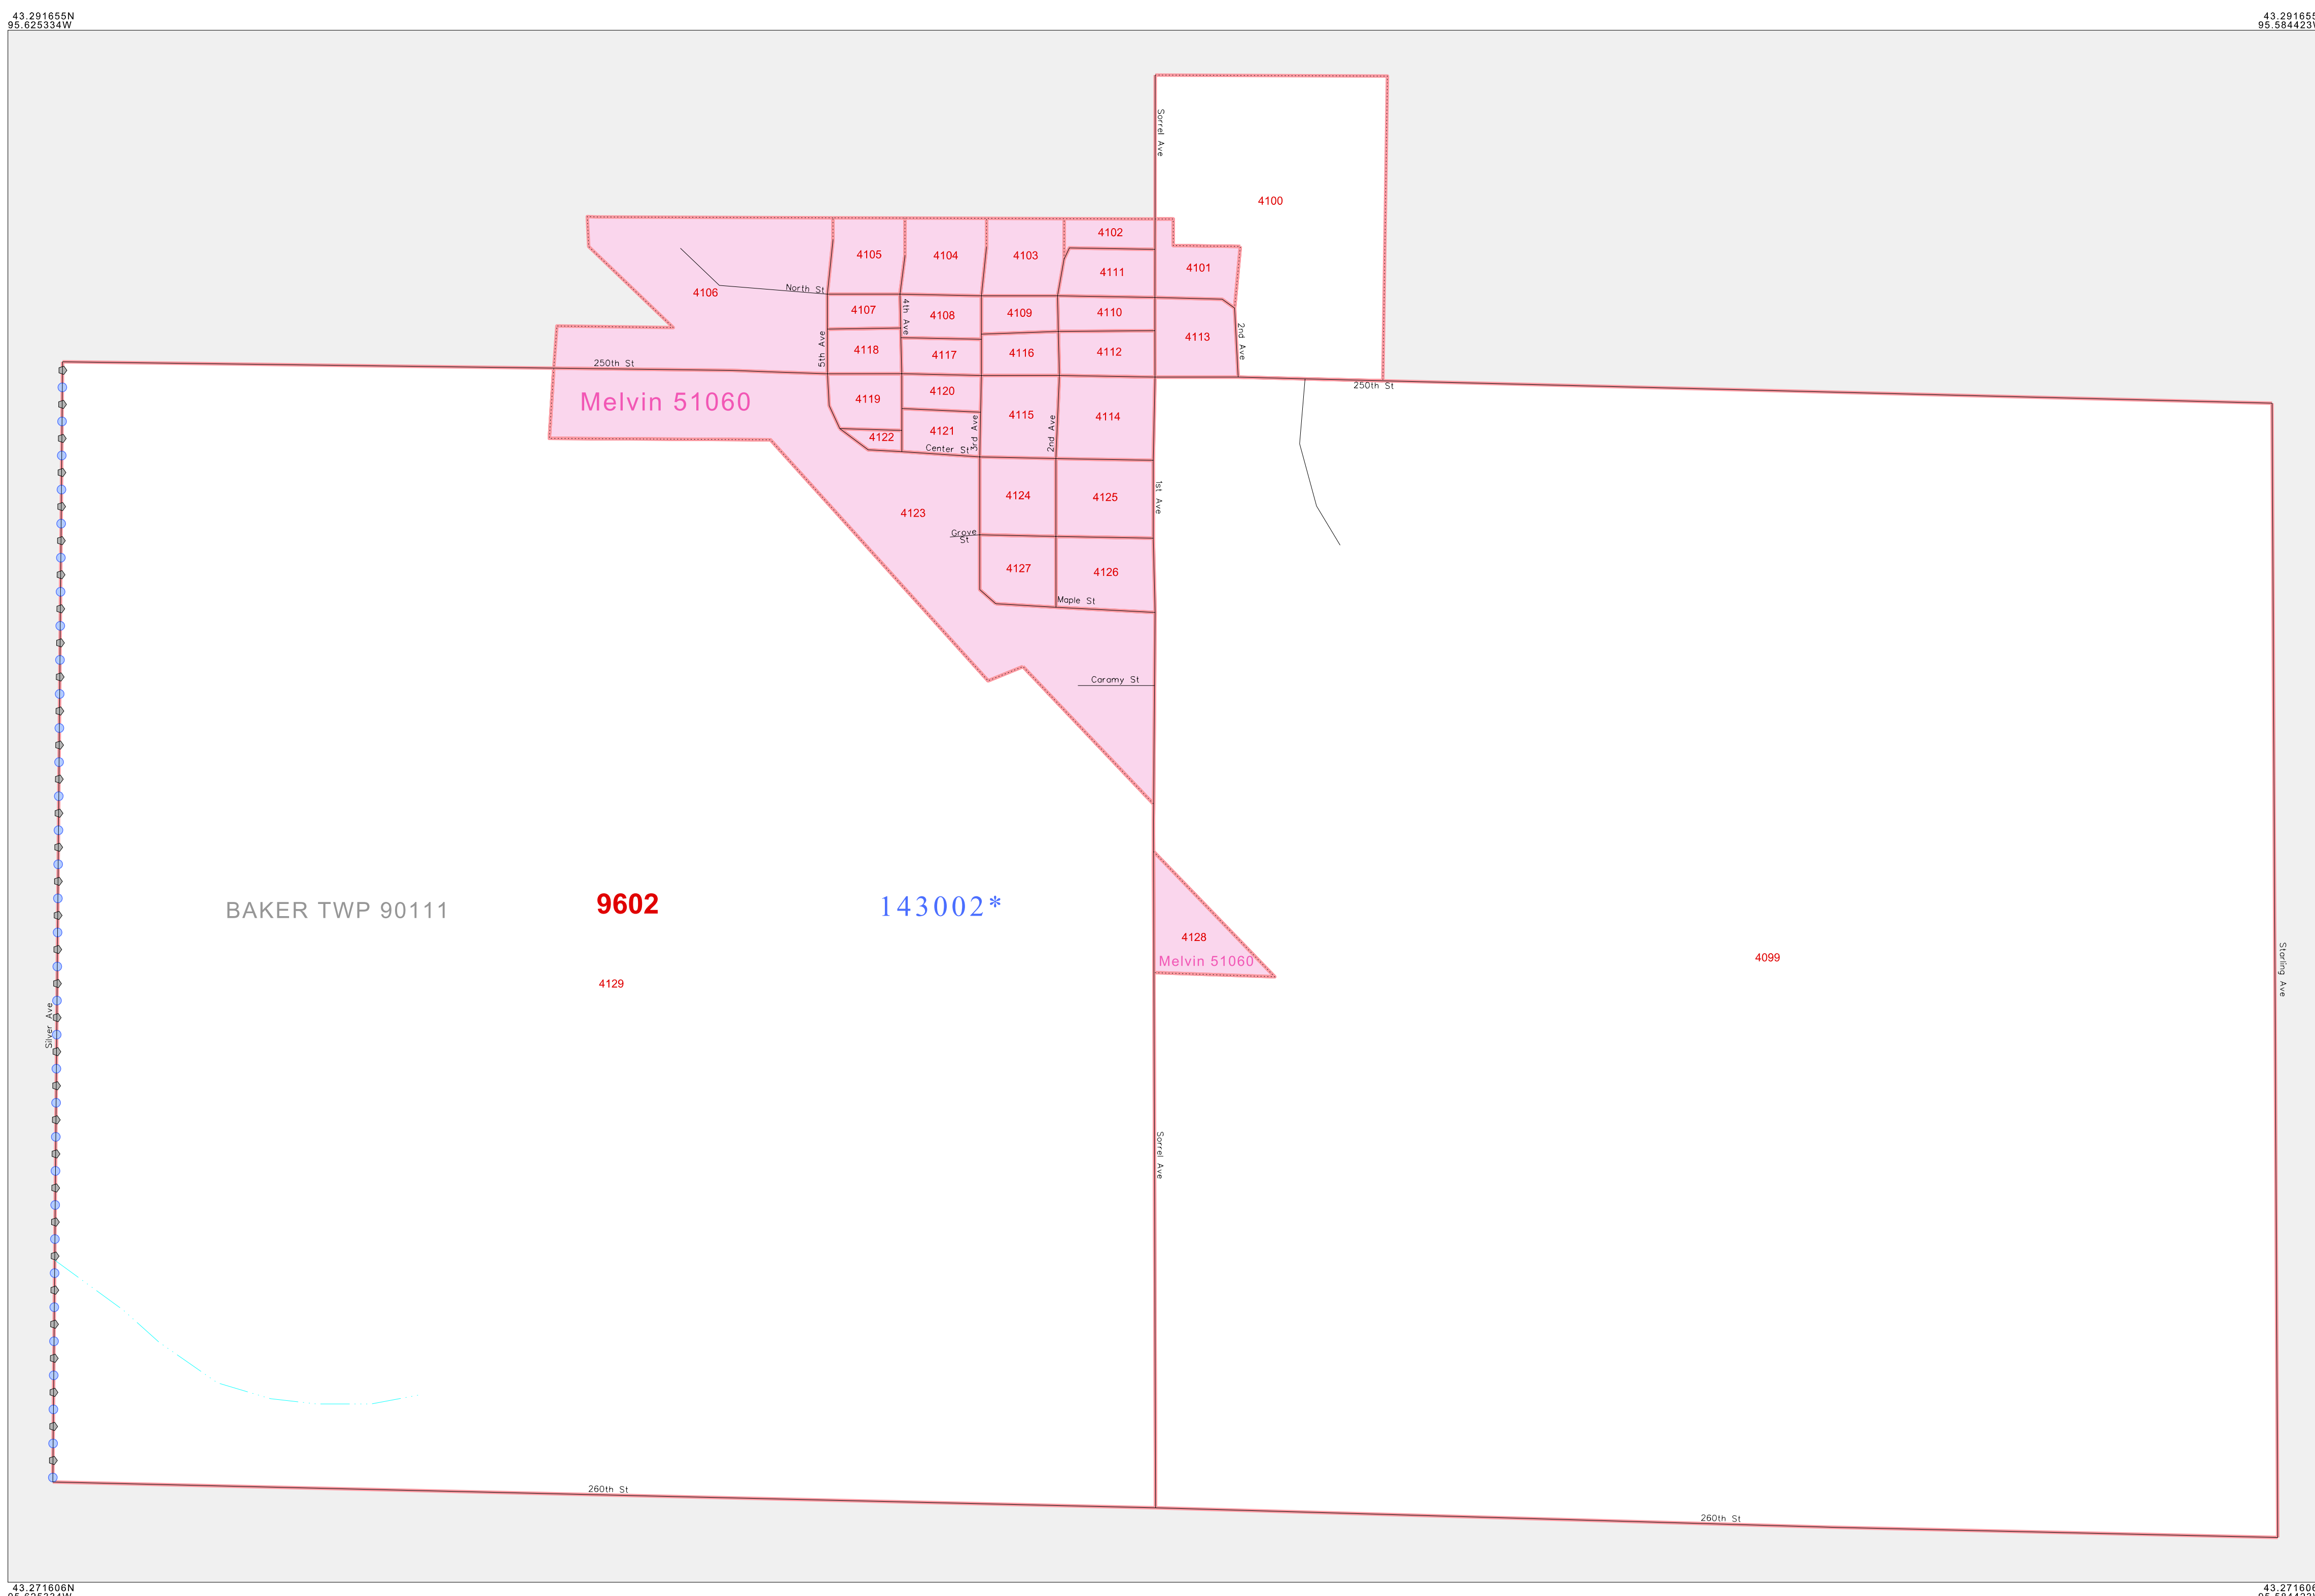 43.291655N
95.625334W
43.291655
95.584423W
Sorrel Ave
4100
4102
4105
4104
4103
4111
4101
4106
North St
4107
4th Ave
4108
4109
4110
4113
2nd Ave
5th Ave
4118
4117
4116
4112
250th St
250th St
Melvin 51060
4119
4120
4115
4114
4122
4121
3rd Ave
2nd Ave
Center St
4124
4125
1st Ave
4123
Grove
St
4127
4126
Maple St
Caramy St
BAKER TWP 90111
9602
143002*
4128
Melvin 51060
4099
4129
Silver Ave
Starling Ave
Sorrel Ave
260th St
260th St
43.271606N
43.271606